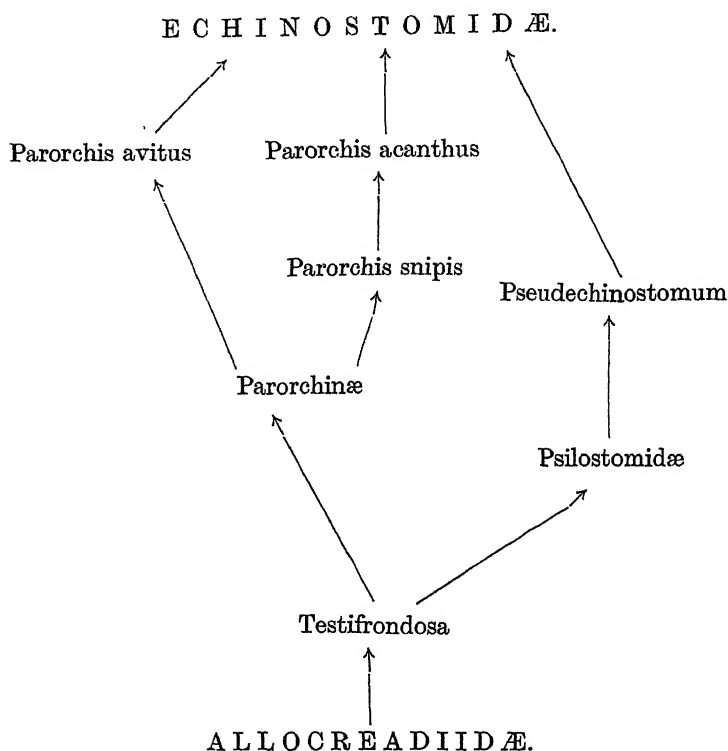 ECHINOSTOMIDÆ.
Parorchis avitus
Parorchis acanthus
Parorchis snipis
Pseudechinostomum
Parorchinæ
Psilostomidæ
Testifrondosa
ALLOCREADIIDÆ.